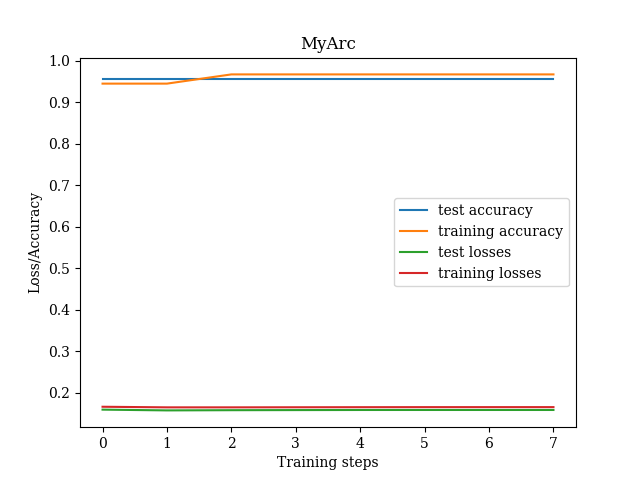 MyArc
1.0
0.9
0.8
0.7
0.6
0.5
0.4
0.3
0.2
Loss/Accuracy
test accuracy
training accuracy
test losses
training losses
0 1 2 3 4 5 6 7
Training steps